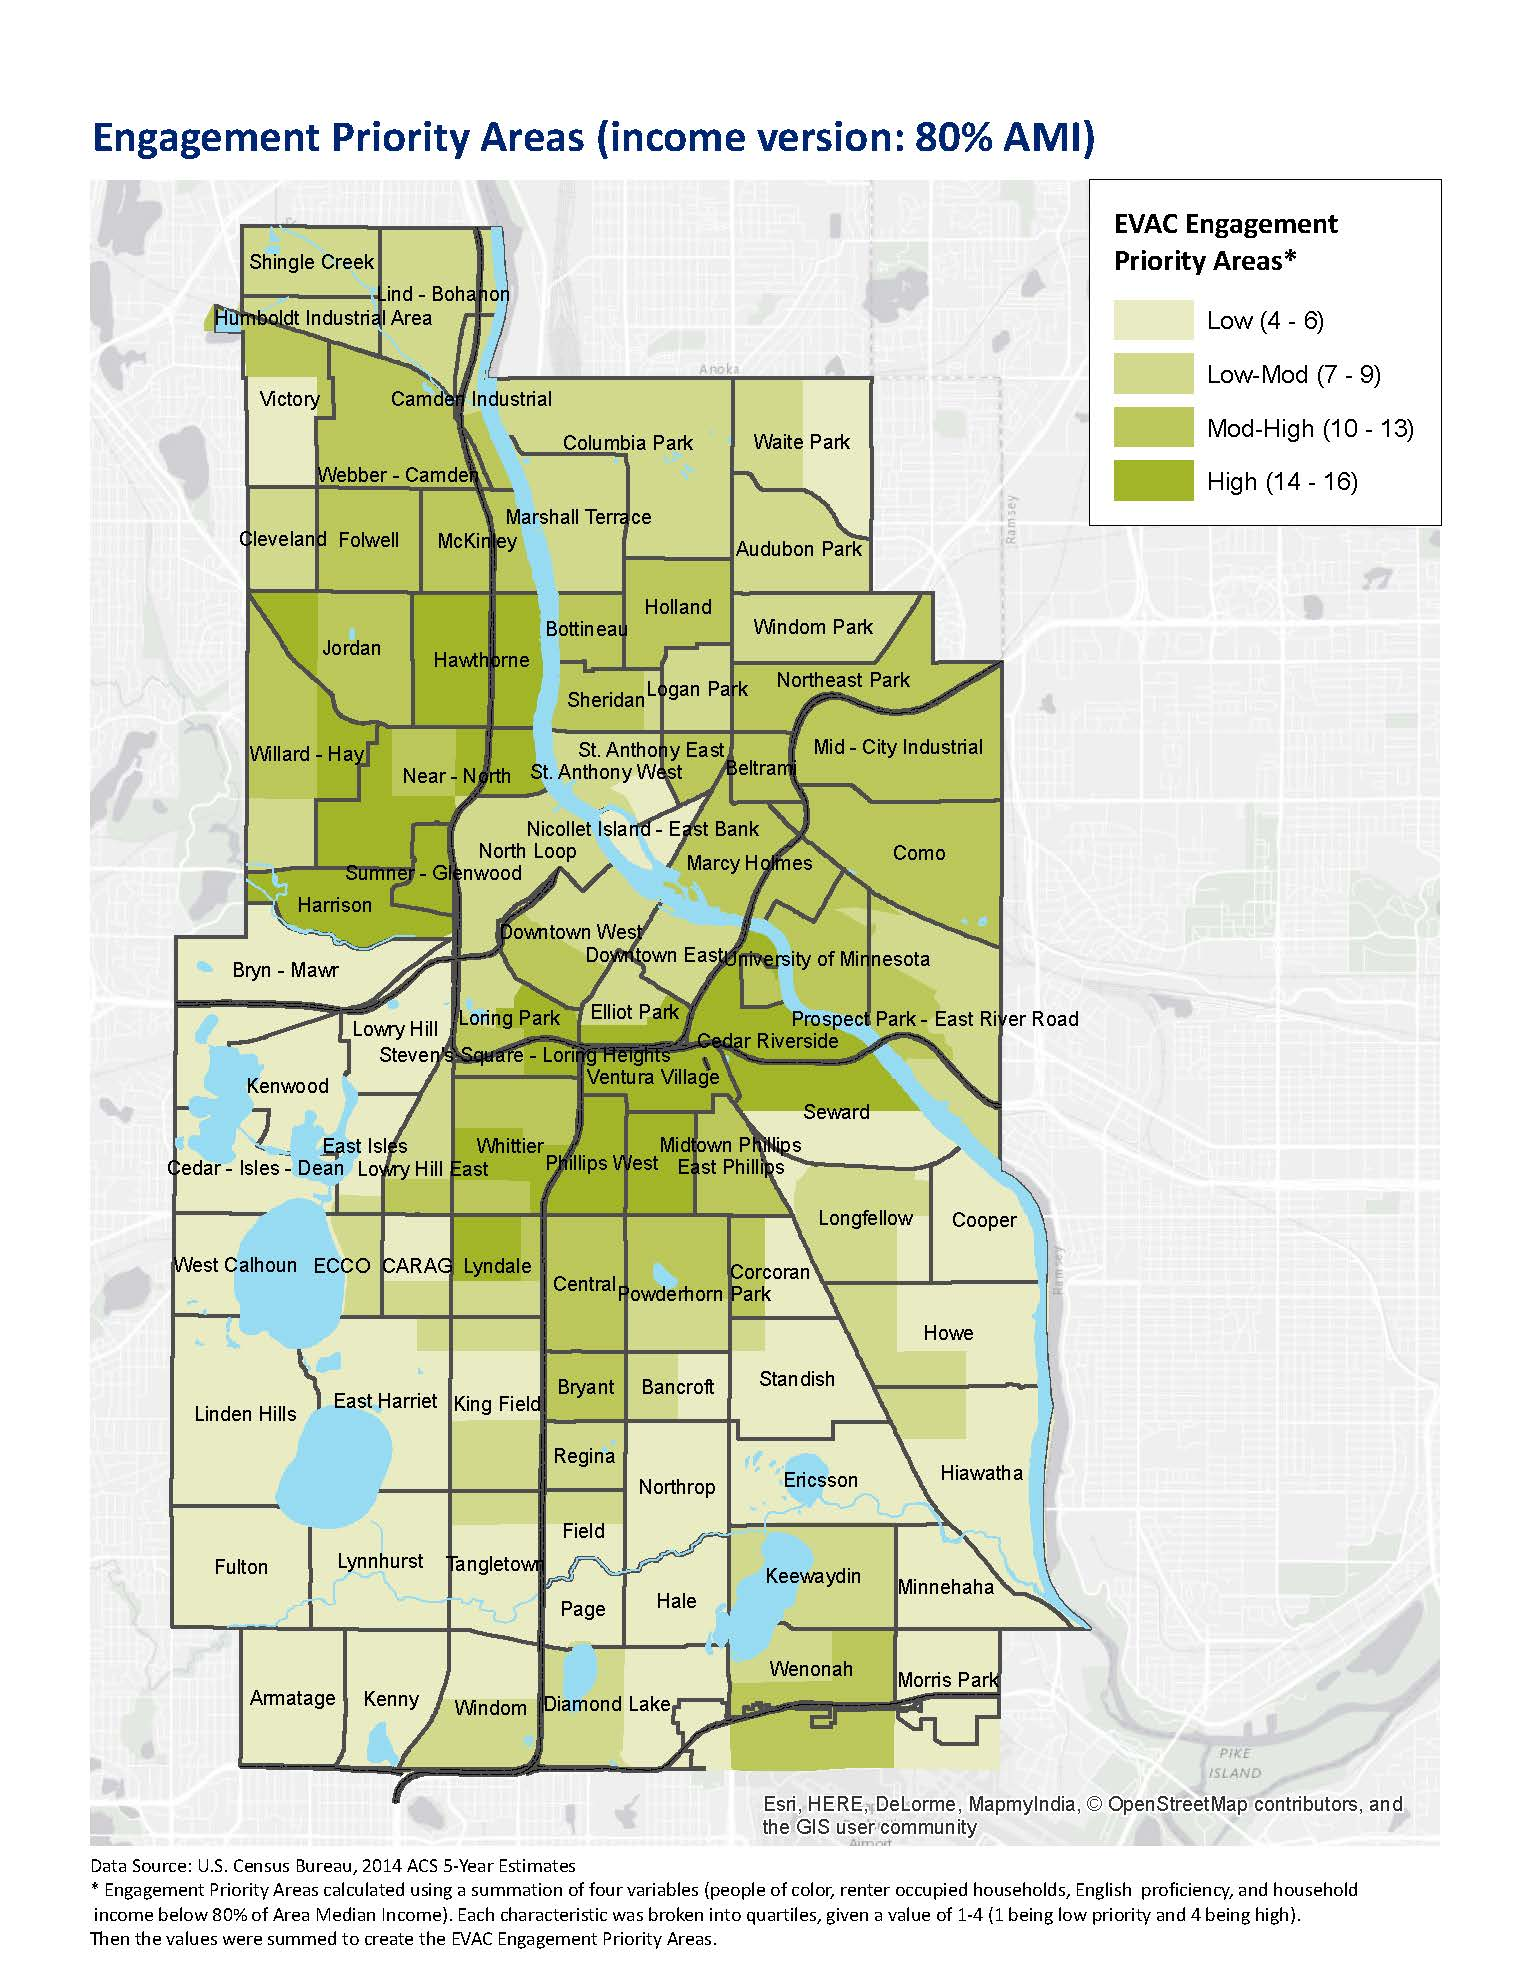 Engagement Priority Areas (income version: 80% AMI)
EVAC Engagement
Priority Areas*
Low (4 - 6)
Low-Mod (7 - 9)
Mod-High (10 - 13)
High (14 - 16)
Shingle Creek
Lind - Bohanon
Humboldt Industrial Area
Anoka
Victory
Camden Industrial
Columbia Park
Waite Park
Webber - Camden
Ramsey
Marshall Terrace
Cleveland
Folwell
McKinley
Audubon Park
Holland
Bottineau
Windom Park
Jordan
Hawthorne
Northeast Park
Logan Park
Sheridan
Mid - City Industrial
St. Anthony East
Willard - Hay
Near - North
St. Anthony West
Beltrami
Nicollet Island - East Bank
North Loop
Marcy Holmes
Como
Sumner - Glenwood
Harrison
Downtown West
Downtown East
University of Minnesota
Bryn - Mawr
Elliot Park
Loring Park
Prospect Park - East River Road
Lowry Hill
Cedar Riverside
Steven's Square - Loring Heights
Ventura Village
Kenwood
Seward
East Isles
Whittier
Midtown Phillips
Phillips West
East Phillips
Cedar - Isles - Dean
Lowry Hill East
Longfellow
Cooper
West Calhoun
ECCO
CARAG
Lyndale
Corcoran
Central
Powderhorn Park
Ramsey
Howe
Standish
Bryant
Bancroft
East Harriet
King Field
Linden Hills
Regina
Northrop
Ericsson
Hiawatha
Field
Fulton
Lynnhurst
Tangletown
Keewaydin
Minnehaha
Page
Hale
Wenonah
Morris Park
Armatage
Kenny
Windom
Diamond Lake
PIKE
ISLAND
Esri, HERE, DeLorme, MapmyIndia, © OpenStreetMap contributors, and
the GIS user community
Airport
Data Source: U.S. Census Bureau, 2014 ACS 5-Year Estimates
* Engagement Priority Areas calculated using a summation of four variables (people of color, renter occupied households, English proficiency, and household
income below 80% of Area Median Income). Each characteristic was broken into quartiles, given a value of 1-4 (1 being low priority and 4 being high).
Then the values were summed to create the EVAC Engagement Priority Areas.